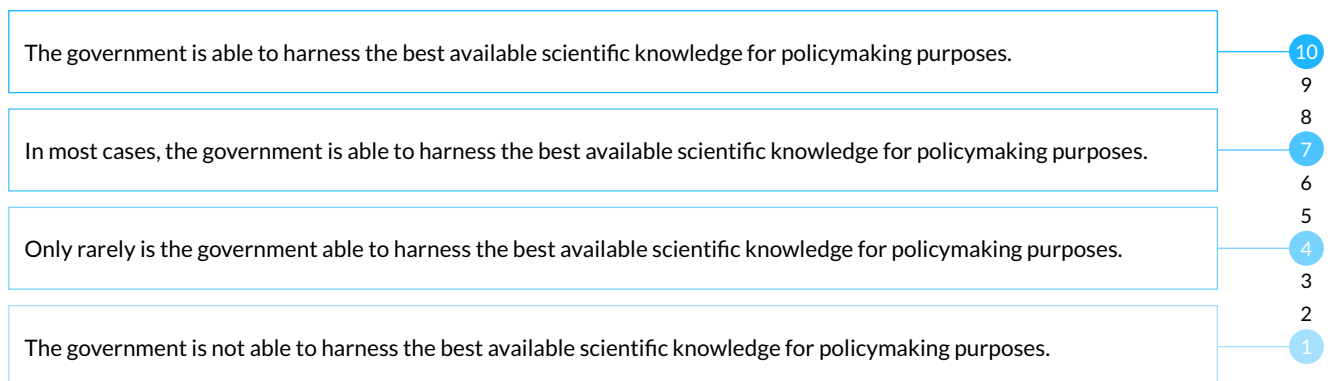 The government is able to harness the best available scientific knowledge for policymaking purposes.
10
9
8
In most cases, the government is able to harness the best available scientific knowledge for policymaking purposes.
7
6
5
Only rarely is the government able to harness the best available scientific knowledge for policymaking purposes.
4
3
2
The government is not able to harness the best available scientific knowledge for policymaking purposes.
1